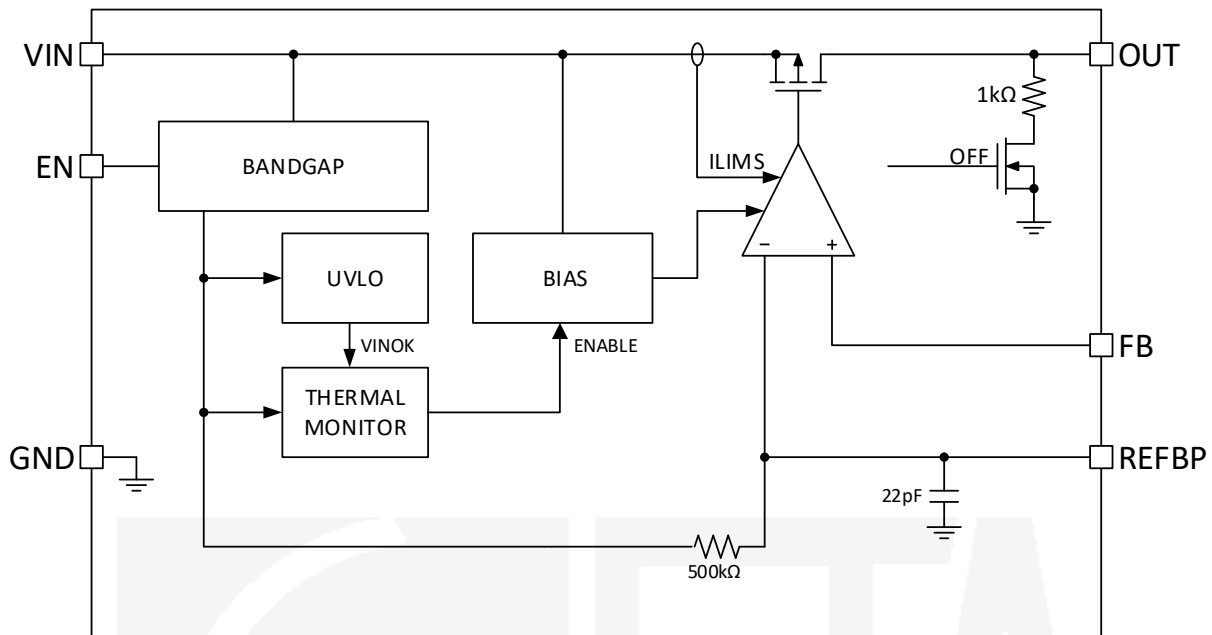 VIN
OUT
1kΩ
EN
BANDGAP
ILIMS
OFF
UVLO
BIAS
−
+
VINOK
ENABLE
FB
THERMAL
MONITOR
GND
REFBP
22pF
500kΩ